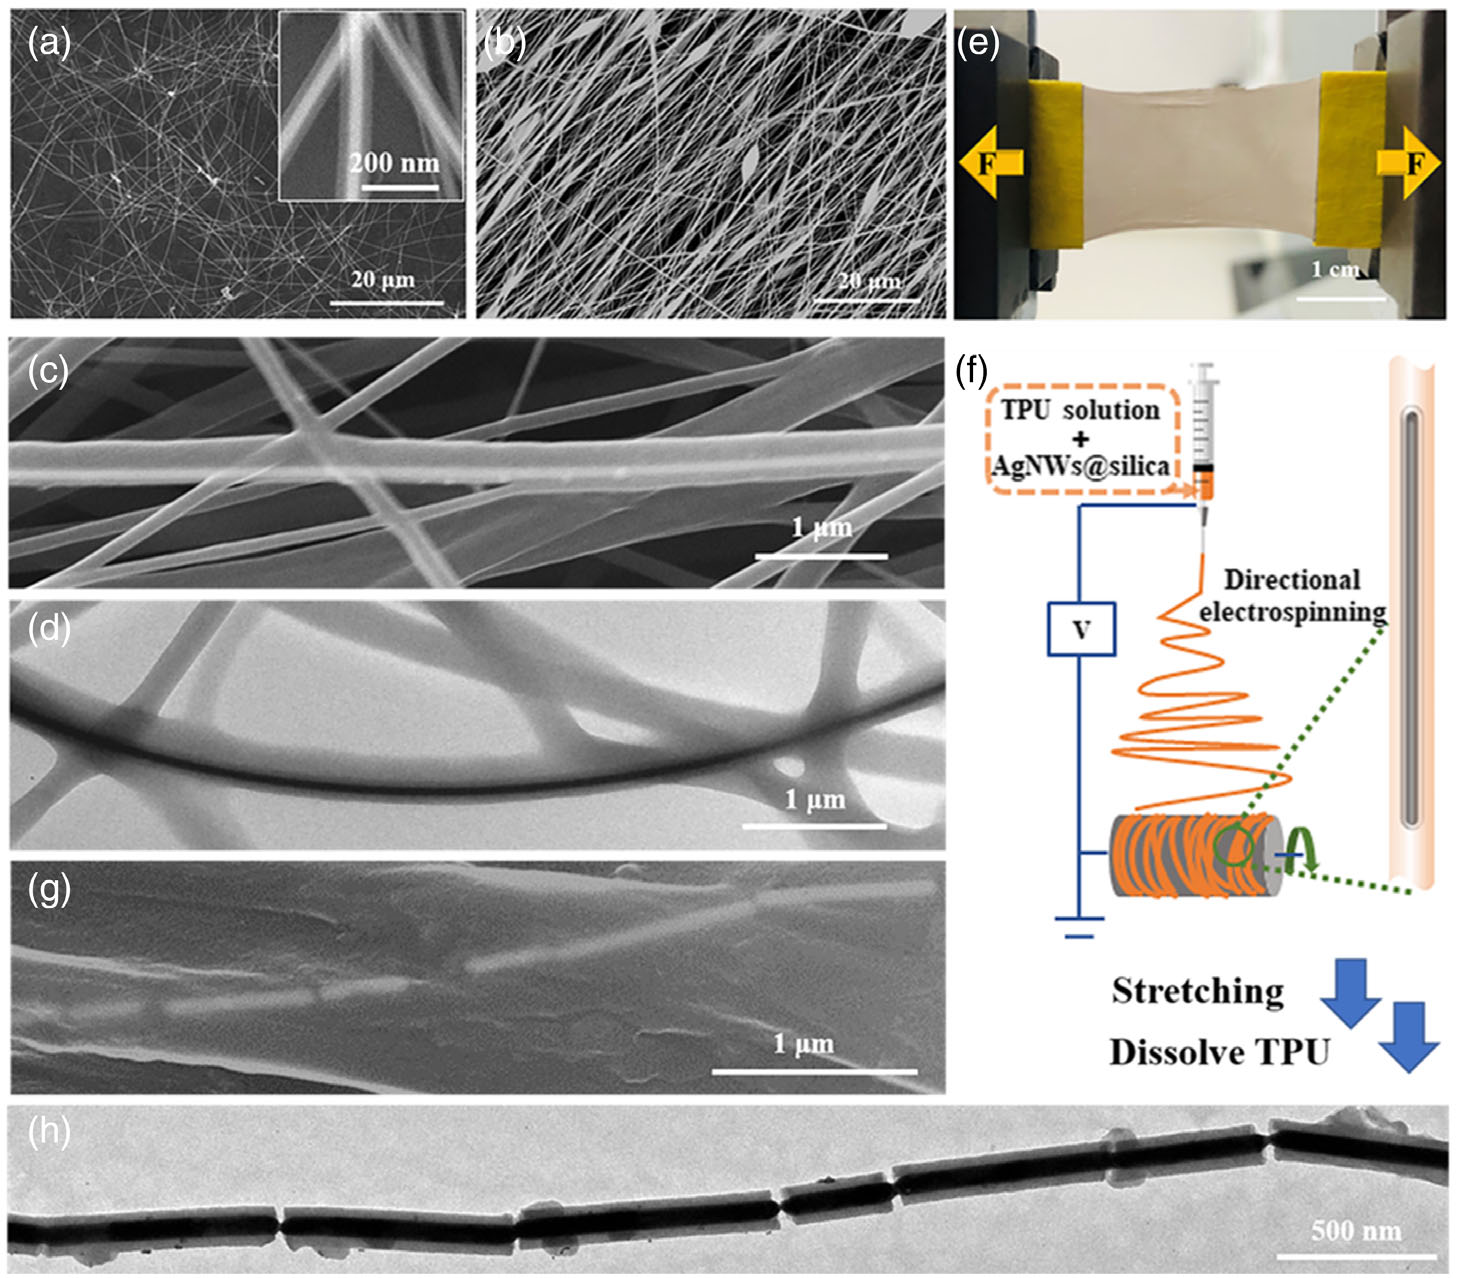 (a)
200 nm
20 μm
(b)
20 μm
(e)
F
F
1 cm
(c)
1 μm
(d)
1 μm
(g)
1 μm
(f)
TPU solution
+
AgNWs@silica
V
Directional
electrospinning
Stretching
Dissolve TPU
(h)
500 nm